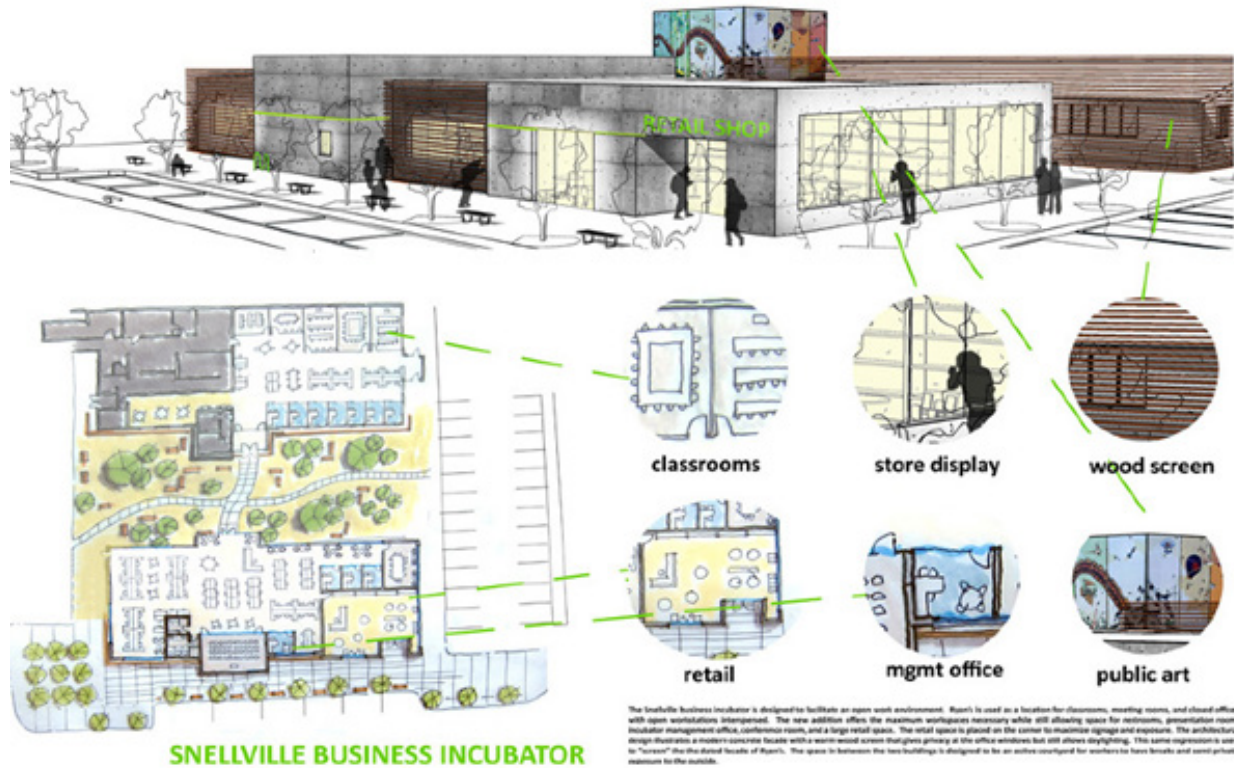 RETAIL SHOP
classrooms
store display
wood screen
retail
mgmt office
public art
SNELLVILLE BUSINESS INCUBATOR
The Snellville business incubator is designed to facilitate an open work environment. Ryan's is used as a location for classrooms, meeting rooms, and closed office
with open workstations interspersed. The new addition offers the maximum workspaces necessary while still allowing space for restrooms, presentation room
incubator management office, conference room, and a large retail space. The retail space is placed on the corner to maximize signage and exposure. The architectura
design illustrates a modern concrete facade with a warm wood screen that gives privacy at the office windows but still allows daylighting. This same expression is use
to "screen" the the dated facade of Ryan's. The space in between the two buildings is designed to be an active courtyard for workers to have breaks and semi privat
exposure to the outside.